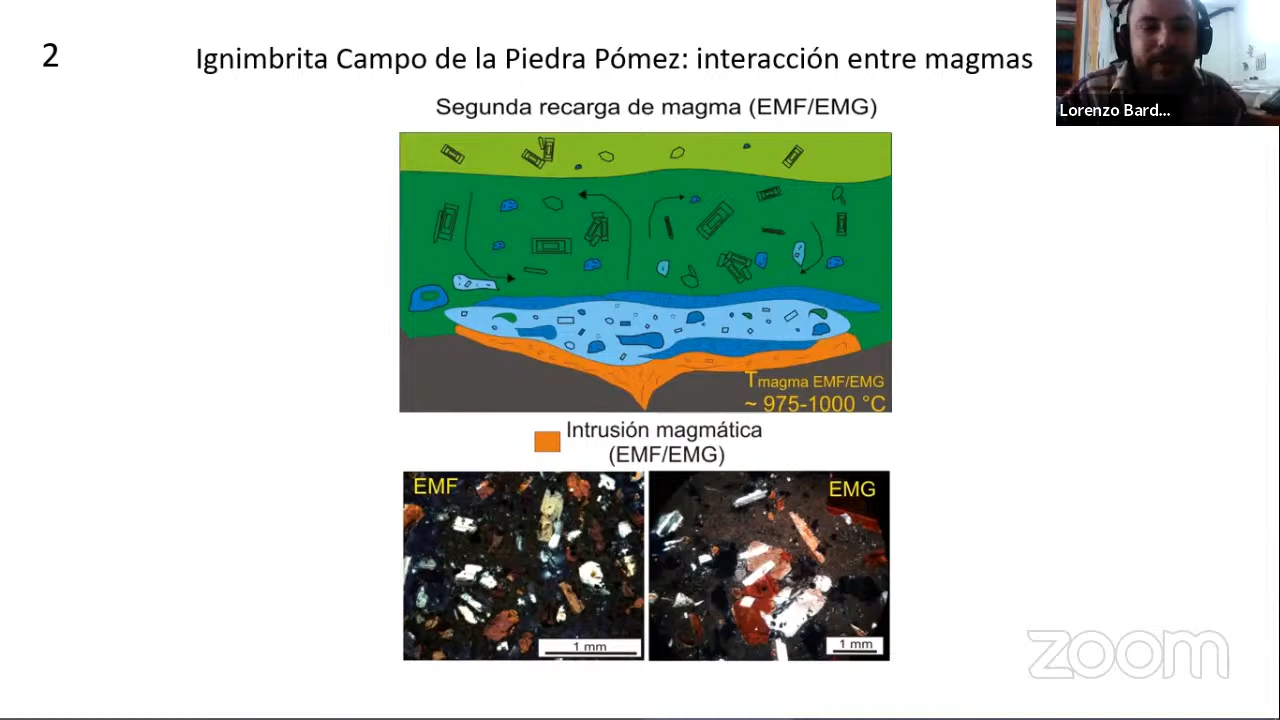 2
Ignimbrita Campo de la Piedra Pómez: interacción entre magmas
Lorenzo Bard...
Segunda recarga de magma (EMF/EMG)
Tmagma EMF/EMG
~ 975-1000 °C
Intrusión magmática
(EMF/EMG)
EMF
EMG
1 mm
1 mm
zoom